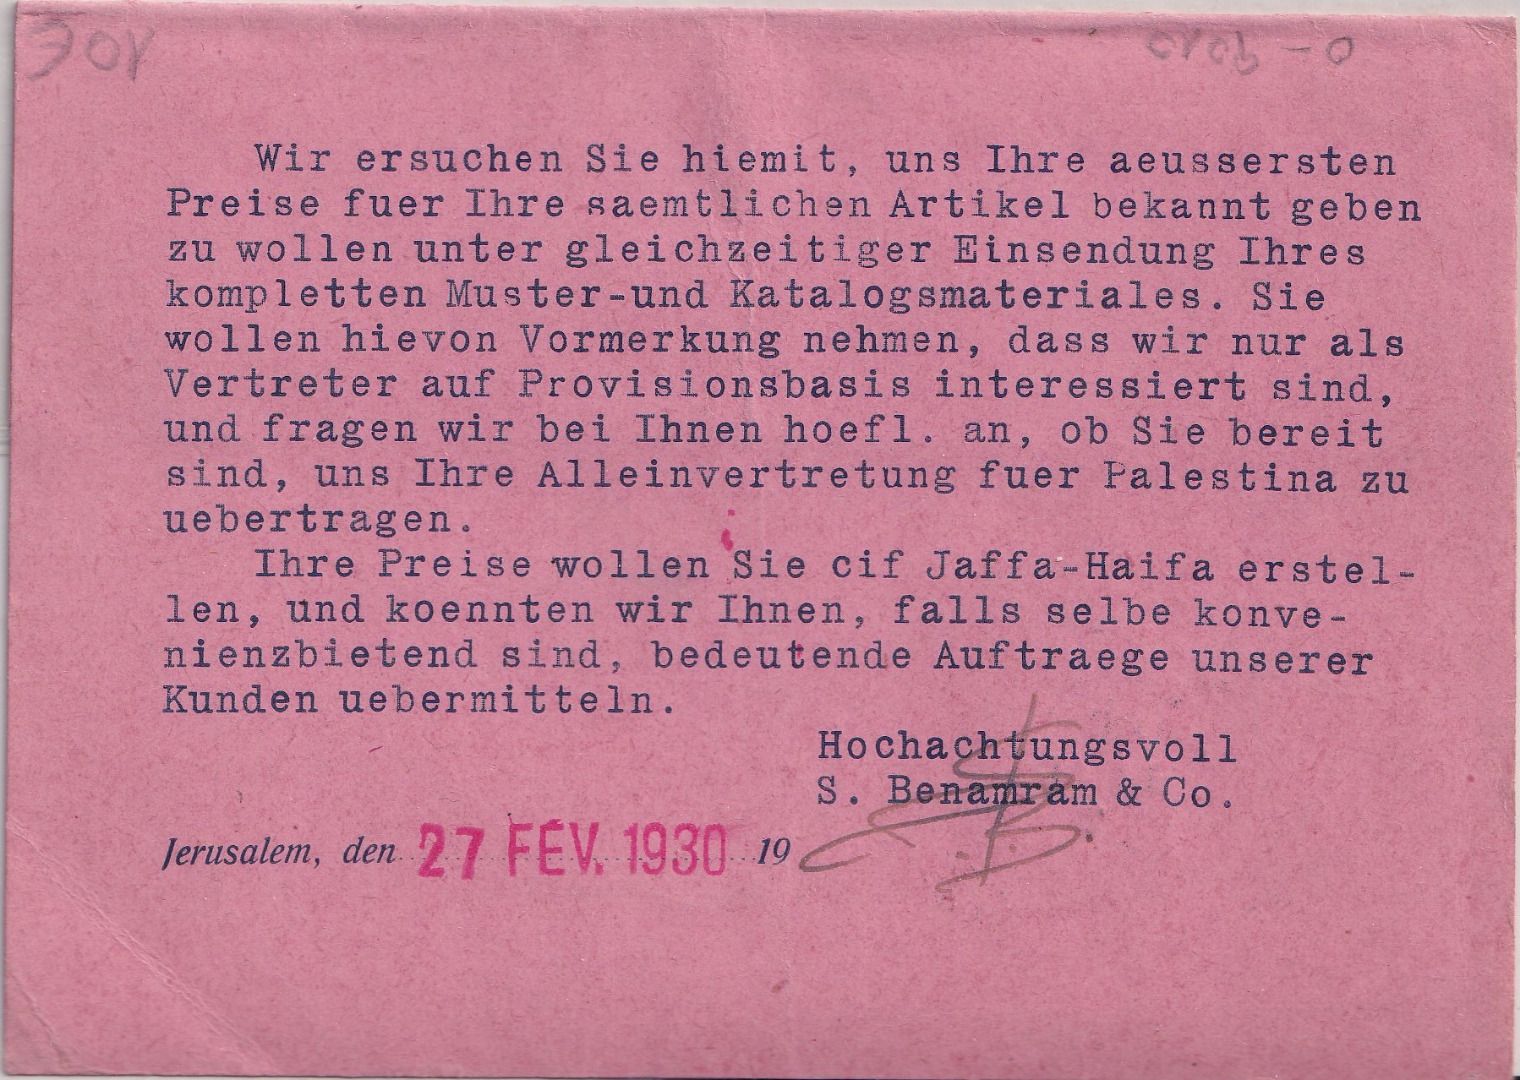 Wir ersuchen Sie hiemit, uns Ihre aeussersten
Preise fuer Ihre saemtlichen Artikel bekannt geben
zu wollen unter gleichzeitiger Einsendung Ihres
kompletten Muster-und Katalogsmateriales. Sie
wollen hievon Vormerkung nehmen, dass wir nur als
Vertreter auf Provisionsbasis interessiert sind,
und fragen wir bei Ihnen hoefl. an, ob Sie bereit
sind, uns Ihre Alleinvertretung fuer Palestina zu
uebertragen.
Ihre Preise wollen Sie cif Jaffa-Haifa erstel-
len, und koennten wir Ihnen, falls selbe konve-
nienzbietend sind, bedeutende Auftraege unserer
Kunden uebermitteln.
Hochachtungsvoll
S. Benamram & Co.
Jerusalem, den 27 FÉV. 1930 19